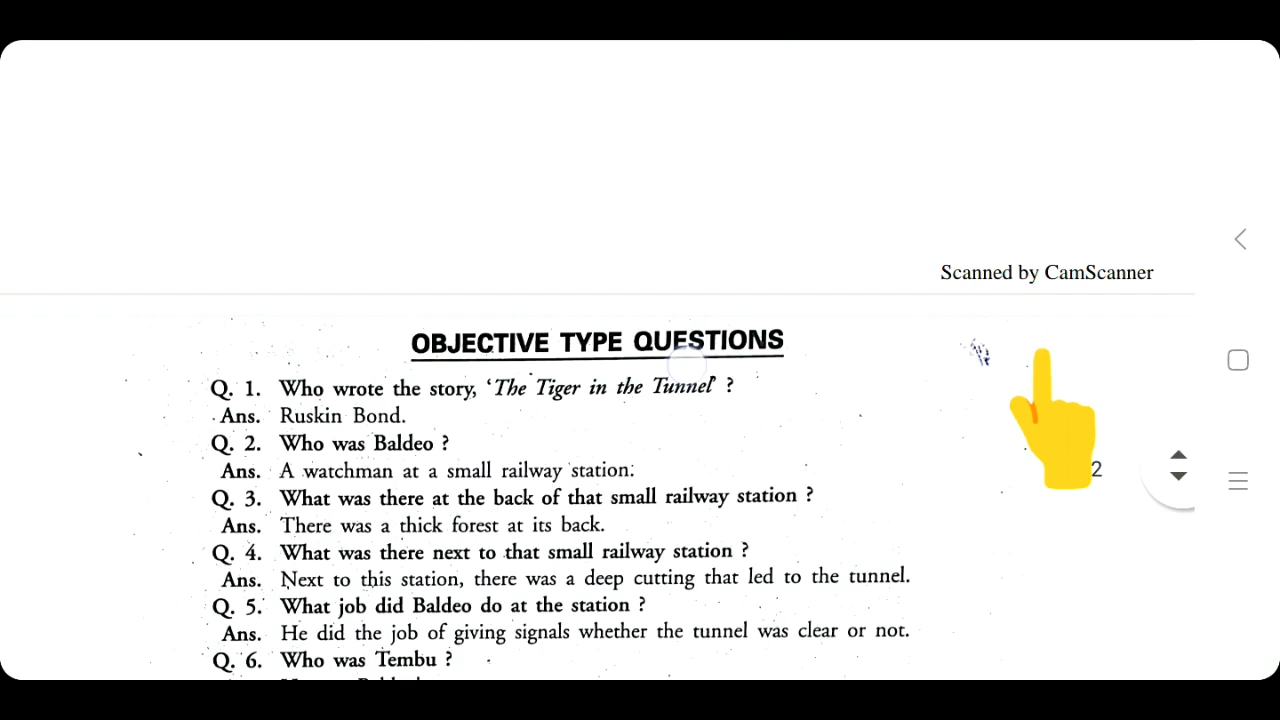 Scanned by CamScanner
OBJECTIVE TYPE QUESTIONS
Q. 1. Who wrote the story, ‘The Tiger in the Tunnel’ ?
Ans. Ruskin Bond.
Q. 2. Who was Baldeo ?
Ans. A watchman at a small railway station.
2
Q. 3. What was there at the back of that small railway station ?
Ans. There was a thick forest at its back.
Q. 4. What was there next to that small railway station ?
Ans. Next to this station, there was a deep cutting that led to the tunnel.
Q. 5. What job did Baldeo do at the station ?
Ans. He did the job of giving signals whether the tunnel was clear or not.
Q. 6. Who was Tembu ?